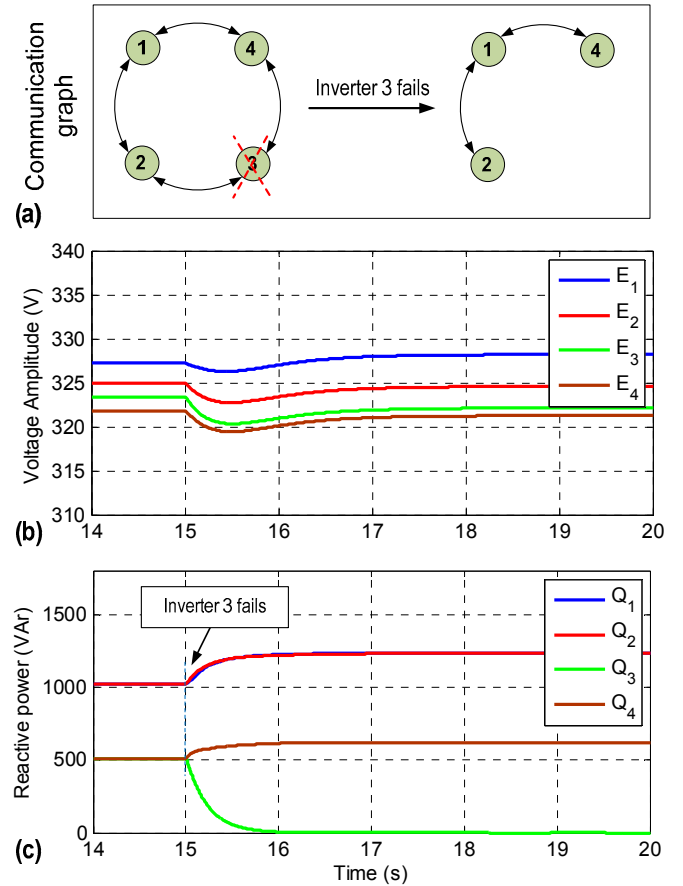 Communication
graph
1
4
2
3
Inverter 3 fails
1
4
2
(a)
Voltage Amplitude (V)
340
335
330
325
320
315
310
E1
E2
E3
E4
14 15 16 17 18 19 20
(b)
Reactive power (VAr)
1500
1000
500
0
Inverter 3 fails
Q1
Q2
Q3
Q4
14 15 16 17 18 19 20
Time (s)
(c)